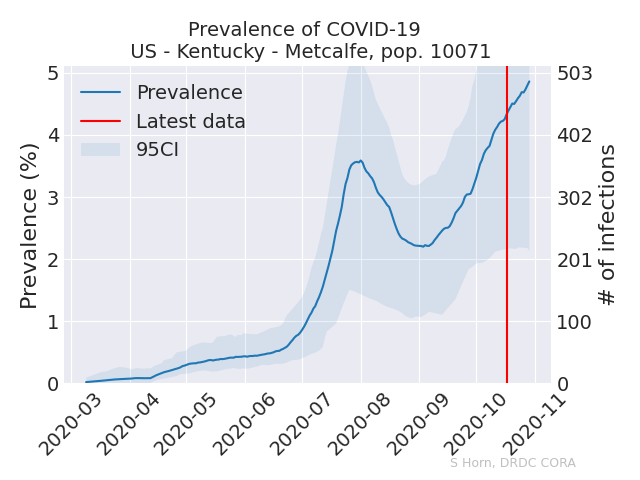 Prevalence of COVID-19
US - Kentucky - Metcalfe, pop. 10071
Prevalence
Latest data
95CI
Prevalence (%)
5
4
3
2
1
0
503
402
302
201
100
0
# of infections
2020-03
2020-04
2020-05
2020-06
2020-07
2020-08
2020-09
2020-10
2020-11
S Horn, DRDC CORA